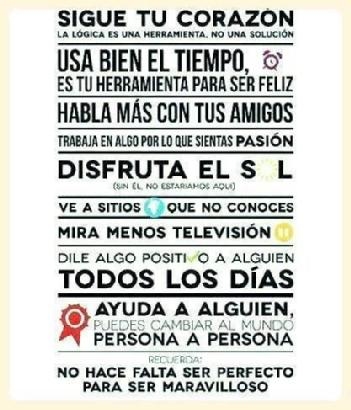 SIGUE TU CORAZÓN
LA LÓGICA ES UNA HERRAMIENTA, NO UNA SOLUCIÓN
USA BIEN EL TIEMPO,
ES TU HERRAMIENTA PARA SER FELIZ
HABLA MÁS CON TUS AMIGOS
TRABAJA EN ALGO POR LO QUE SIENTAS PASIÓN
DISFRUTA EL SOL
(SIN ÉL, NO ESTARIAMOS AQUÍ)
VE A SITIOS QUE NO CONOCES
MIRA MENOS TELEVISIÓN
DILE ALGO POSITIVO A ALGUIEN
TODOS LOS DÍAS
AYUDA A ALGUIEN,
PUEDES CAMBIAR AL MUNDO
PERSONA A PERSONA
RECUERDA:
NO HACE FALTA SER PERFECTO
PARA SER MARAVILLOSO